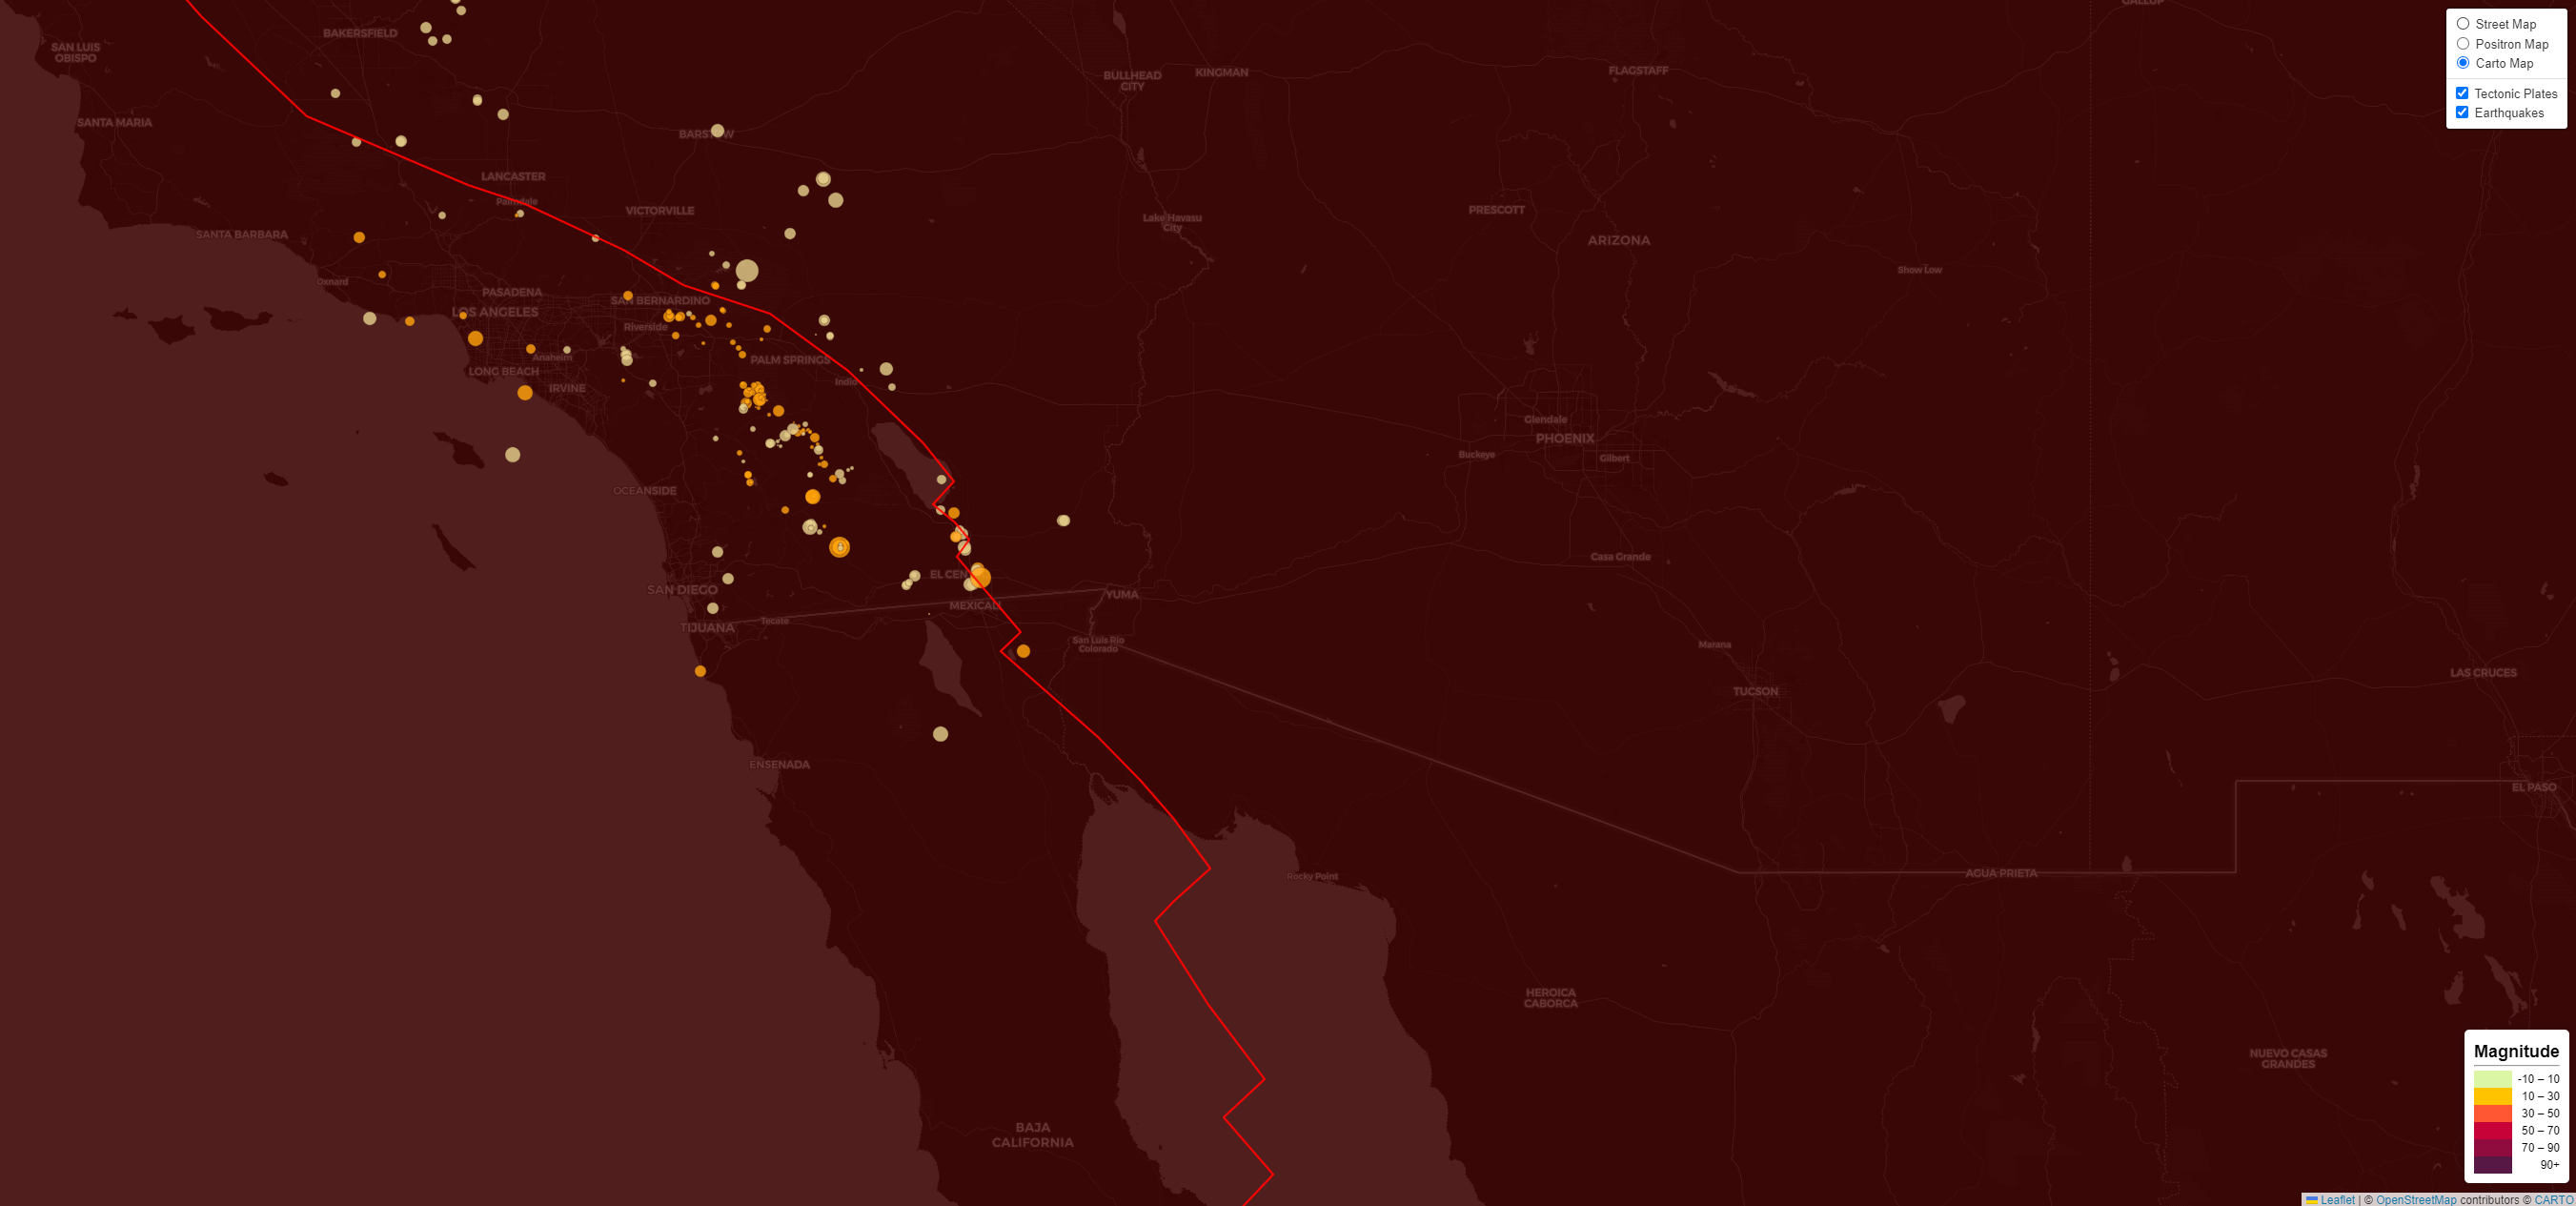 GALLUP
Street Map
Positron Map
Carto Map
Tectonic Plates
Earthquakes
BAKERSFIELD
SAN LUIS
OBISPO
BULLHEAD
CITY
KINGMAN
FLAGSTAFF
SANTA MARIA
BARSTOW
LANCASTER
Palmdale
VICTORVILLE
Lake Havasu
City
PRESCOTT
SANTA BARBARA
ARIZONA
Show Low
Oxnard
PASADENA
SAN BERNARDINO
LOS ANGELES
Riverside
Anaheim
PALM SPRINGS
LONG BEACH
Indio
IRVINE
Glendale
PHOENIX
Buckeye
Gilbert
OCEANSIDE
Casa Grande
EL CEN
SAN DIEGO
YUMA
MEXICALI
Tecate
TIJUANA
San Luis Río
Colorado
Marana
LAS CRUCES
TUCSON
ENSENADA
EL PASO
Rocky Point
AGUA PRIETA
HEROICA
CABORCA
NUEVO CASAS
GRANDES
BAJA
CALIFORNIA
Magnitude
-10 – 10
10 – 30
30 – 50
50 – 70
70 – 90
90+
Leaflet | © OpenStreetMap contributors © CARTO